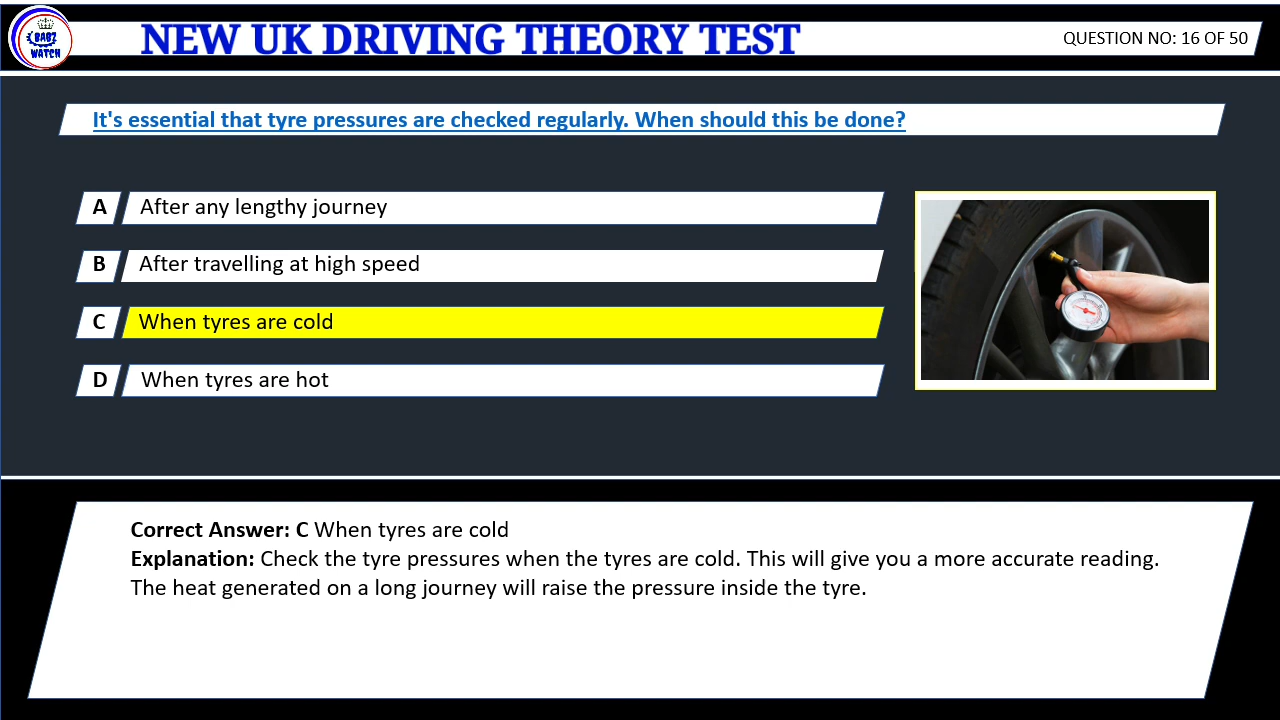 BABZ
WATCH
NEW UK DRIVING THEORY TEST
QUESTION NO: 16 OF 50
It's essential that tyre pressures are checked regularly. When should this be done?
A After any lengthy journey
B After travelling at high speed
C When tyres are cold
D When tyres are hot
Correct Answer: C When tyres are cold
Explanation: Check the tyre pressures when the tyres are cold. This will give you a more accurate reading.
The heat generated on a long journey will raise the pressure inside the tyre.